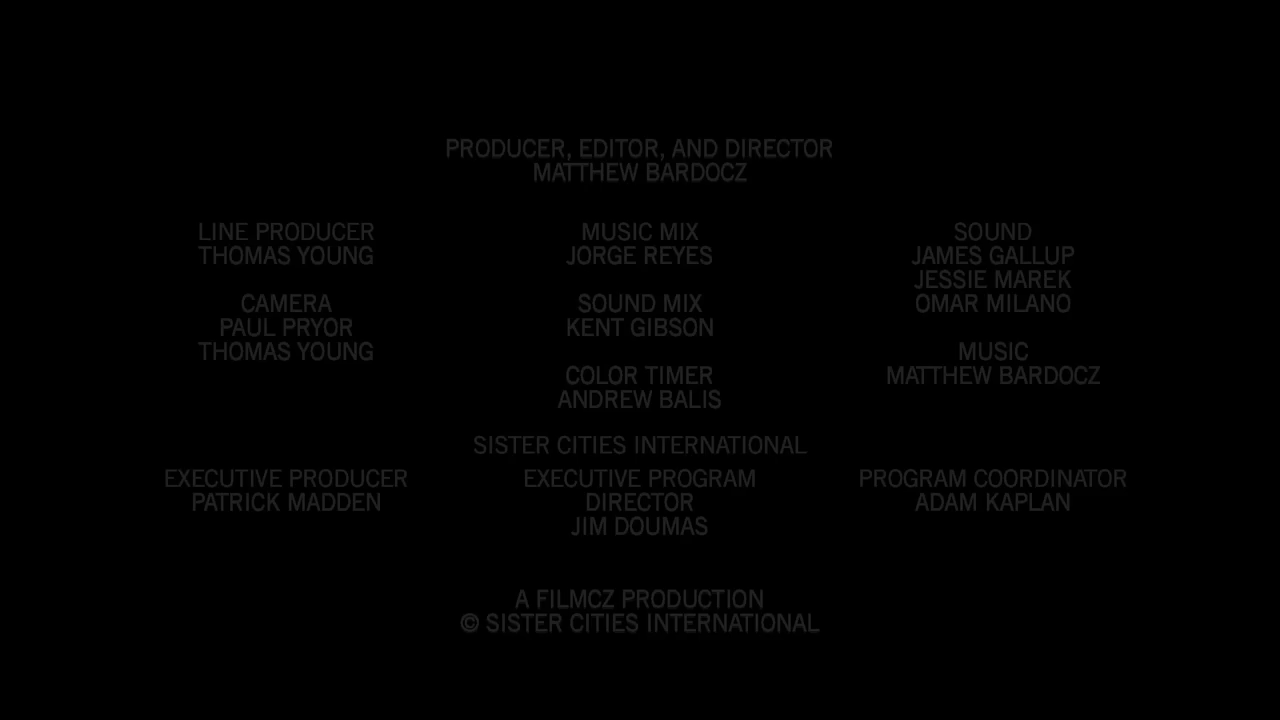 PRODUCER, EDITOR, AND DIRECTOR
MATTHEW BARDOCZ
LINE PRODUCER
THOMAS YOUNG
CAMERA
PAUL PRYOR
THOMAS YOUNG
MUSIC MIX
JORGE REYES
SOUND MIX
KENT GIBSON
COLOR TIMER
ANDREW BALIS
SOUND
JAMES GALLUP
JESSIE MAREK
OMAR MILANO
MUSIC
MATTHEW BARDOCZ
SISTER CITIES INTERNATIONAL
EXECUTIVE PRODUCER
PATRICK MADDEN
EXECUTIVE PROGRAM
DIRECTOR
JIM DOUMAS
PROGRAM COORDINATOR
ADAM KAPLAN
A FILMCZ PRODUCTION
© SISTER CITIES INTERNATIONAL